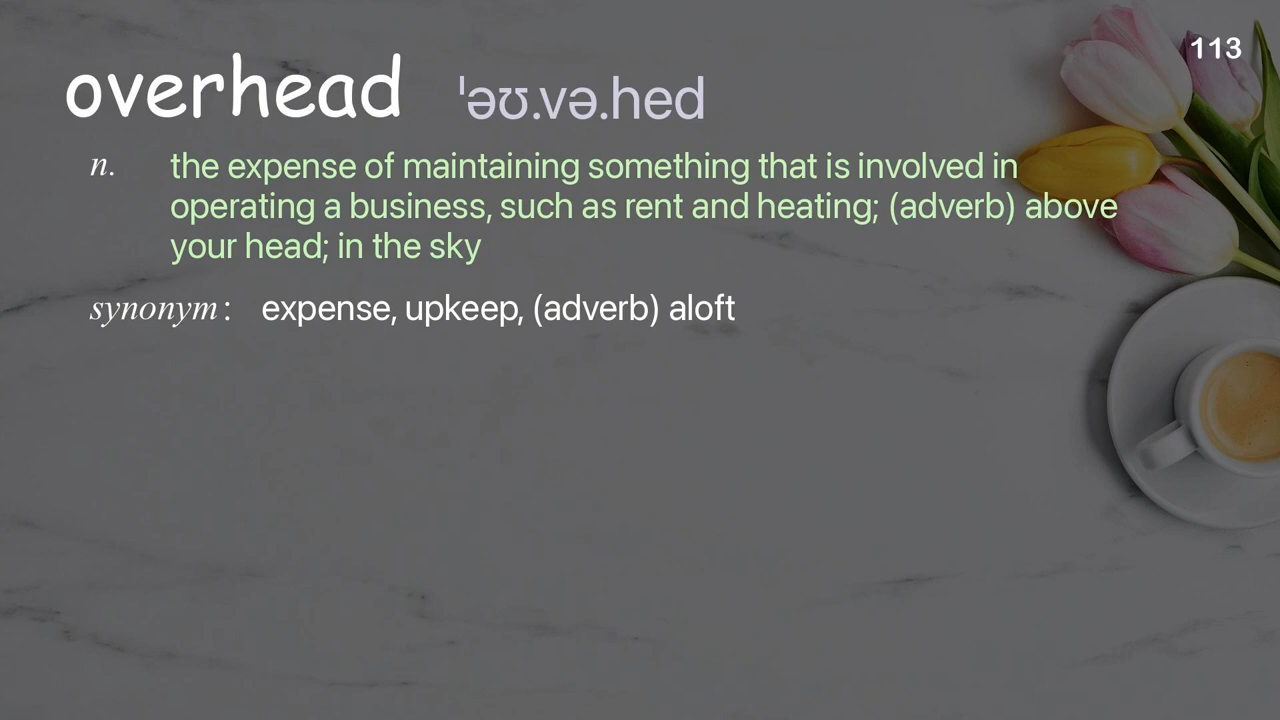 113
overhead ˈəʊ.və.hed
n. the expense of maintaining something that is involved in
operating a business, such as rent and heating; (adverb) above
your head; in the sky
synonym: expense, upkeep, (adverb) aloft